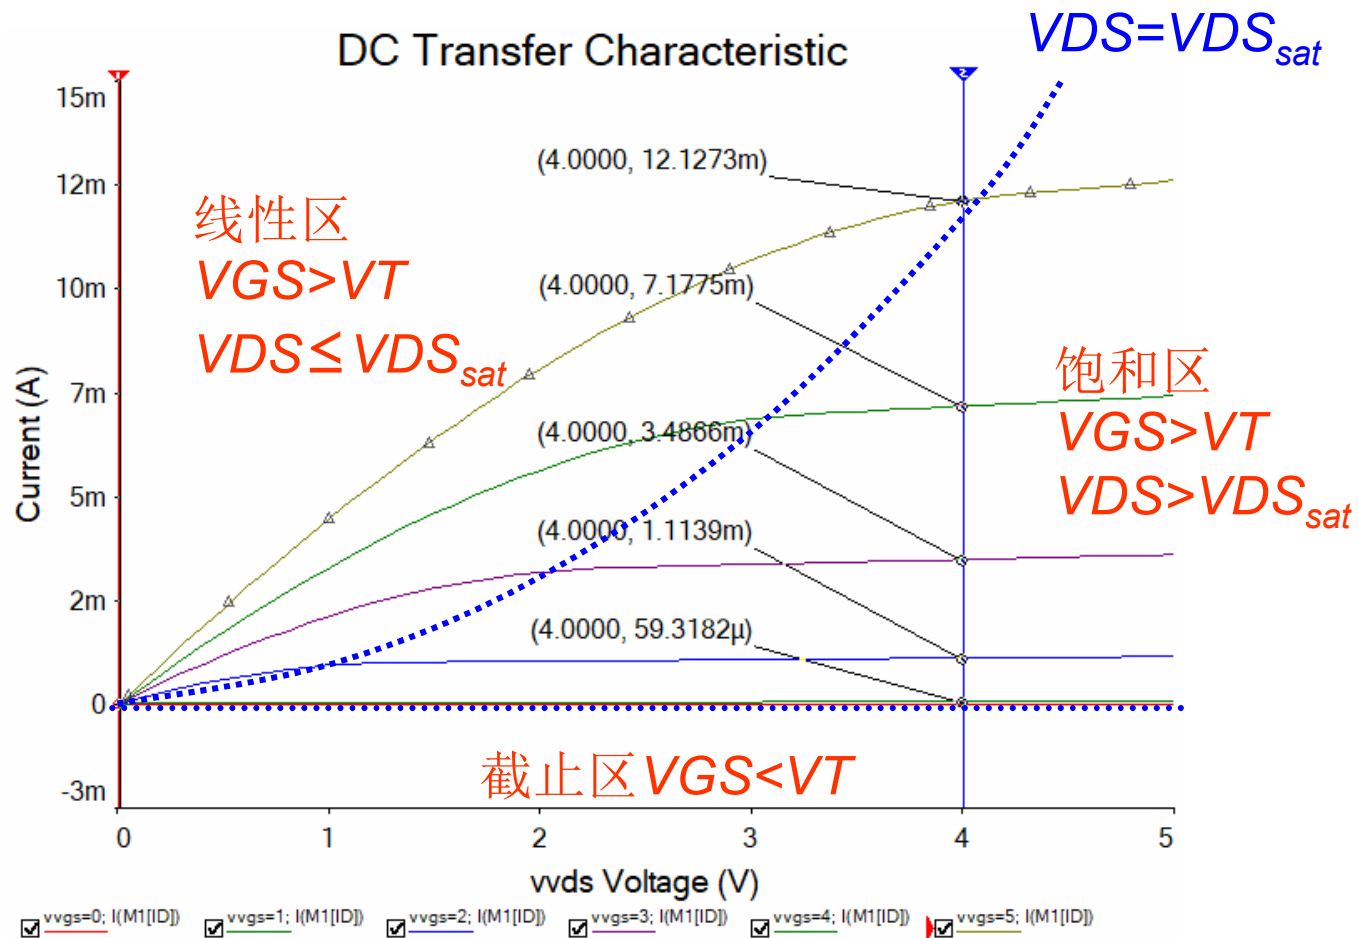 VDS=VDSsat
DC Transfer Characteristic
1
2
15m
12m
10m
7m
5m
2m
0
-3m
Current (A)
(4.0000, 12.1273m)
线性区
VGS>VT
VDS≤VDSsat
(4.0000, 7.1775m)
饱和区
VGS>VT
VDS>VDSsat
(4.0000, 3.4866m)
(4.0000, 1.1139m)
(4.0000, 59.3182µ)
截止区VGS<VT
0 1 2 3 4 5
vvds Voltage (V)
vvgs=0; I(M1[ID]) vvgs=1; I(M1[ID]) vvgs=2; I(M1[ID]) vvgs=3; I(M1[ID]) vvgs=4; I(M1[ID]) vvgs=5; I(M1[ID])